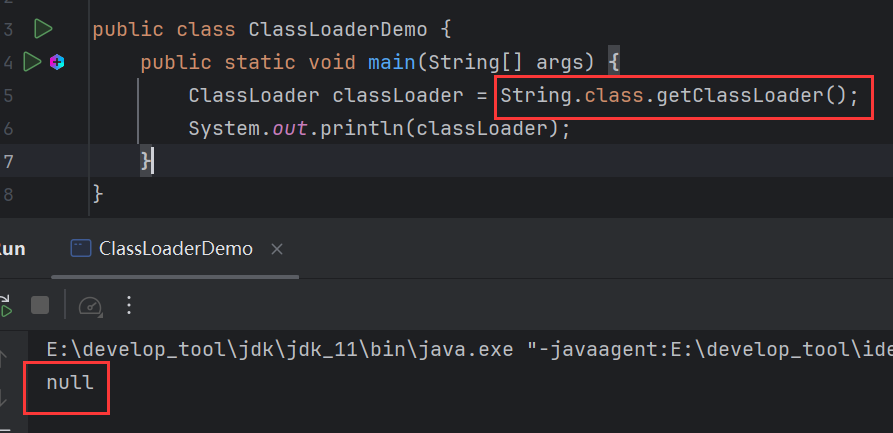 3 public class ClassLoaderDemo {
4 public static void main(String[] args) {
5 ClassLoader classLoader = String.class.getClassLoader();
6 System.out.println(classLoader);
7 }
8 }
ClassLoaderDemo ×
E:\develop_tool\jdk\jdk_11\bin\java.exe "-javaagent:E:\develop_tool\ide
null